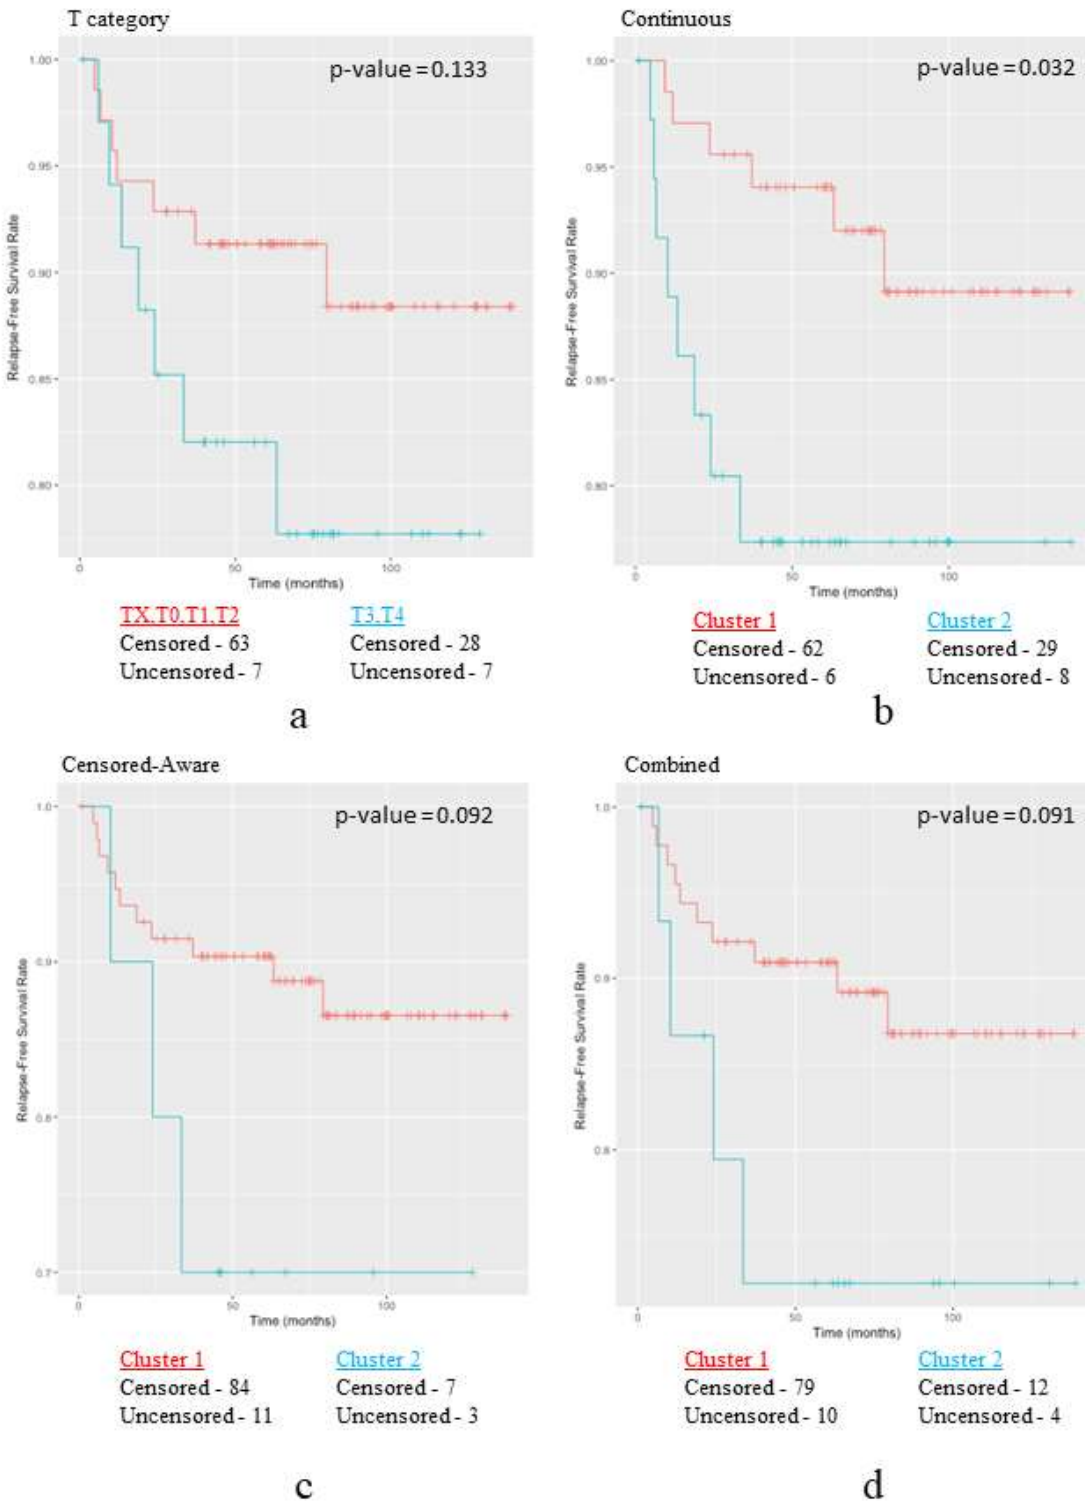 T category
p-value = 0.133
1.00
0.95
0.90
0.85
0.80
Relapse-Free Survival Rate
0
50
100
Time (months)
TX,T0,T1,T2
Censored - 63
Uncensored - 7
T3,T4
Censored - 28
Uncensored - 7
a
Continuous
p-value = 0.032
1.00
0.95
0.90
0.85
0.80
Relapse-Free Survival Rate
0
50
100
Time (months)
Cluster 1
Censored - 62
Uncensored - 6
Cluster 2
Censored - 29
Uncensored - 8
b
Censored-Aware
p-value = 0.092
1.0
0.9
0.8
0.7
Relapse-Free Survival Rate
0
50
100
Time (months)
Cluster 1
Censored - 84
Uncensored - 11
Cluster 2
Censored - 7
Uncensored - 3
c
Combined
p-value = 0.091
1.0
0.9
0.8
Relapse-Free Survival Rate
0
50
100
Time (months)
Cluster 1
Censored - 79
Uncensored - 10
Cluster 2
Censored - 12
Uncensored - 4
d